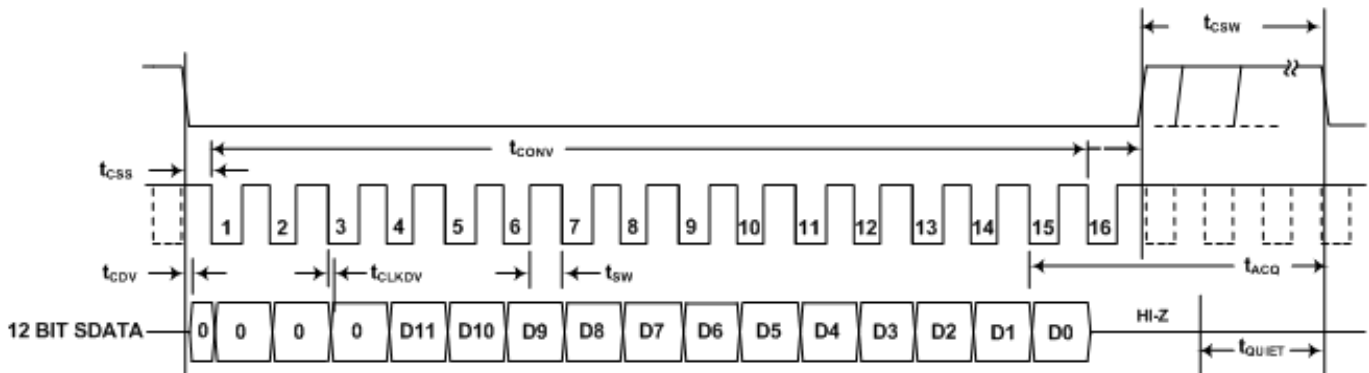 tCSW
tCONV
tCSS
1 2 3 4 5 6 7 8 9 10 11 12 13 14 15 16
tCDV tCLKDV tSW tACQ
12 BIT SDATA 0 0 0 0 D11 D10 D9 D8 D7 D6 D5 D4 D3 D2 D1 D0 HI-Z
tQUIET